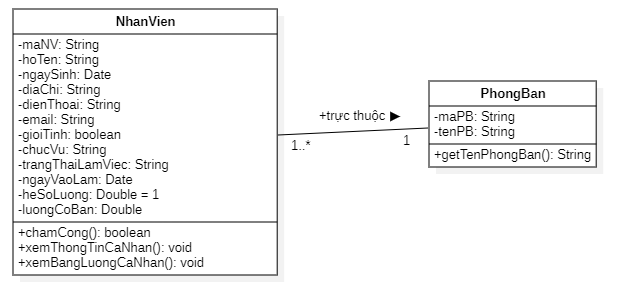 NhanVien
-maNV: String
-hoTen: String
-ngaySinh: Date
-diaChi: String
-dienThoai: String
-email: String
-gioiTinh: boolean
-chucVu: String
-trangThaiLamViec: String
-ngayVaoLam: Date
-heSoLuong: Double = 1
-luongCoBan: Double
+chamCong(): boolean
+xemThongTinCaNhan(): void
+xemBangLuongCaNhan(): void
+trực thuộc ▶
1..*
1
PhongBan
-maPB: String
-tenPB: String
+getTenPhongBan(): String